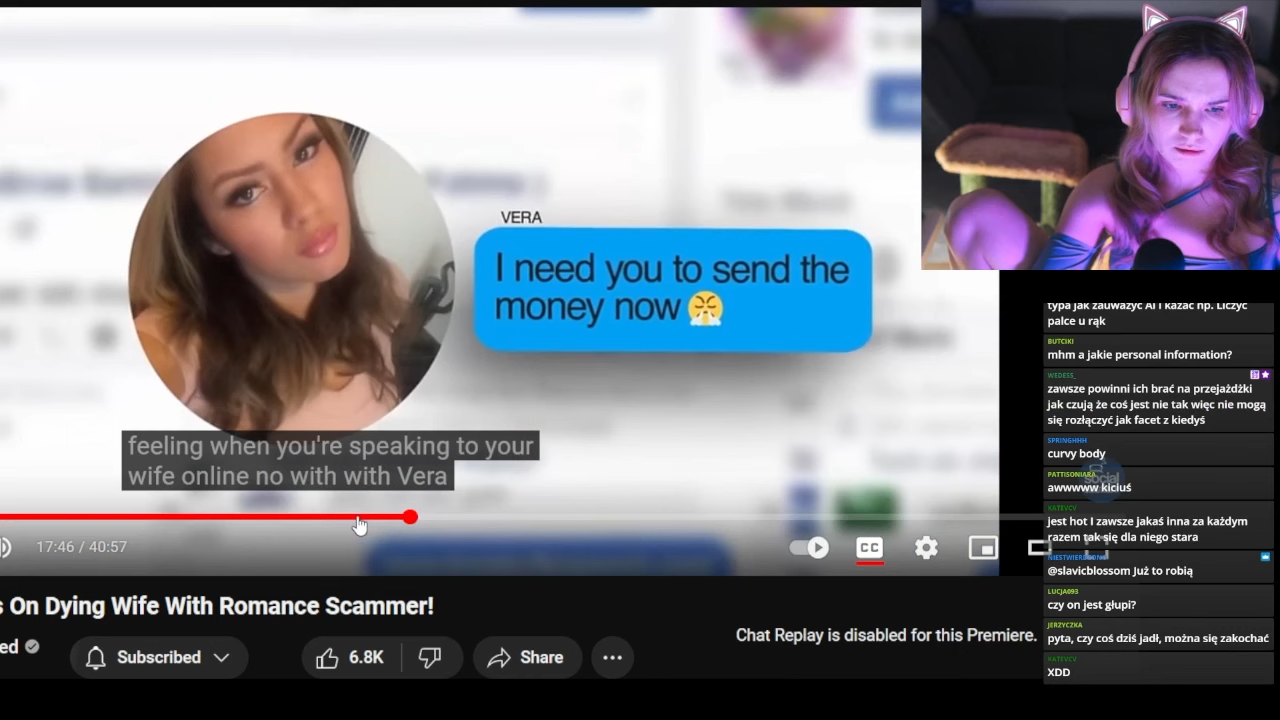 VERA
I need you to send the
money now
feeling when you're speaking to your
wife online no with with Vera
17:46 / 40:57
CC
s On Dying Wife With Romance Scammer!
ed
Subscribed
6.8K
Share
Chat Replay is disabled for this Premiere.
typa jak zauważyć AI i kazać np. Liczyć
palce u rąk
BUTCIKI
mhm a jakie personal information?
WEDESS_
zawsze powinni ich brać na przejażdżki
jak czują że coś jest nie tak więc nie mogą
się rozłączyć jak facet z kiedyś
SPRINGHHH
curvy body
PATTISONIARA
awwwww kiciuś
social
KATEVCV
jest hot I zawsze jakaś inna za każdym
razem tak się dla niego stara
@slavicblossom Już to robią
LUCJA093
czy on jest głupi?
JERZYCZKA
pyta, czy coś dziś jadł, można się zakochać
KATEVCV
XDD